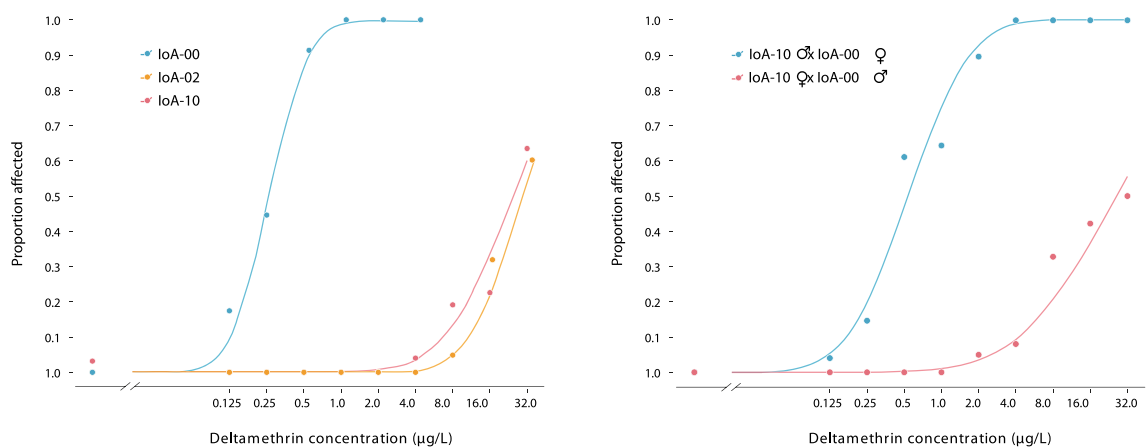 1.0
0.9
0.8
0.7
0.6
0.5
0.4
0.3
0.2
0.1
1.0
Proportion affected
IoA-00
IoA-02
IoA-10
0.125 0.25 0.5 1.0 2.0 4.0 8.0 16.0 32.0
Deltamethrin concentration (µg/L)
1.0
0.9
0.8
0.7
0.6
0.5
0.4
0.3
0.2
0.1
1.0
Proportion affected
IoA-10 ♂x IoA-00 ♀
IoA-10 ♀x IoA-00 ♂
0.125 0.25 0.5 1.0 2.0 4.0 8.0 16.0 32.0
Deltamethrin concentration (µg/L)